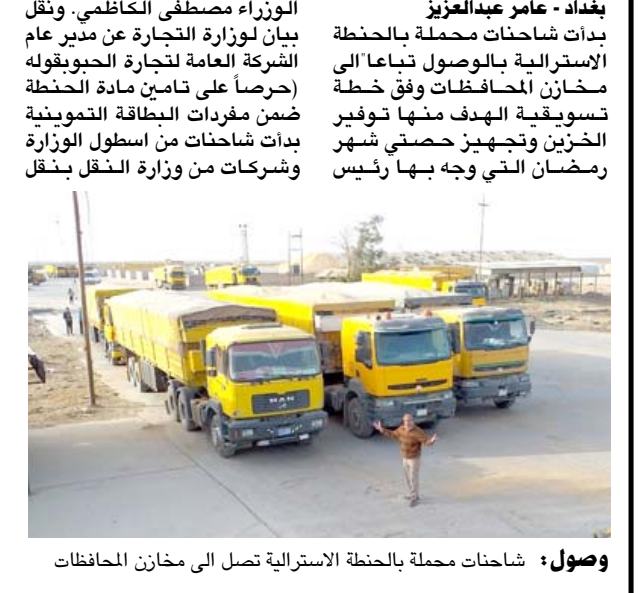 بغداد - عامر عبدالعزيز
بدأت شاحنات محملة بالحنطة
الاسترالية بالوصول تباعا"الى
مخازن المحافظات وفق خطة
تسويقية الهدف منها توفير
الخزين وتجهيز حصتي شهر
رمضان التي وجه بها رئيس
الوزراء مصطفى الكاظمي. ونقل
بيان لوزارة التجارة عن مدير عام
الشركة العامة لتجارة الحبوبقوله
(حرصاً على تامين مادة الحنطة
ضمن مفردات البطاقة التموينية
بدأت شاحنات من اسطول الوزارة
وشركات من وزارة النقل بنقل
MAN
وصول: شاحنات محملة بالحنطة الاسترالية تصل الى مخازن المحافظات